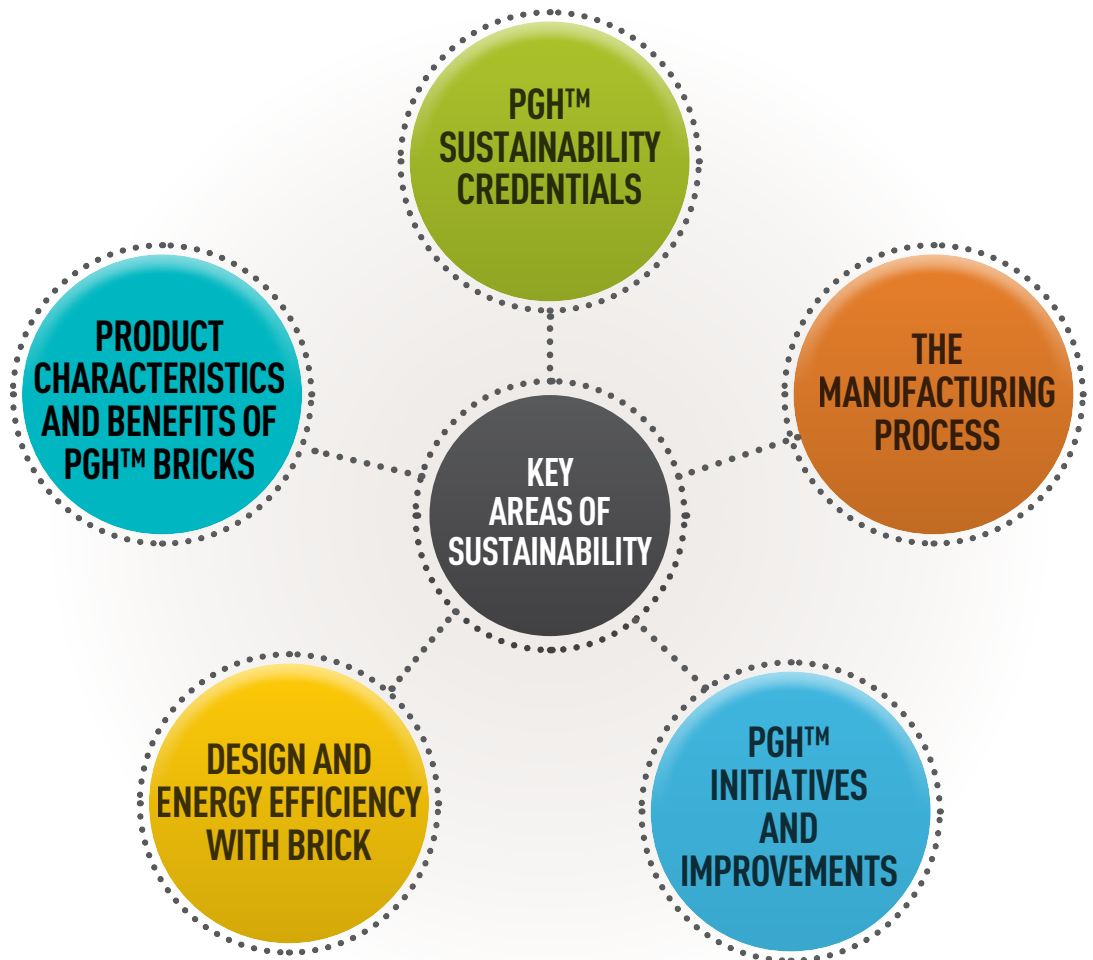 PGH™
SUSTAINABILITY
CREDENTIALS
PRODUCT
CHARACTERISTICS
AND BENEFITS OF
PGH™ BRICKS
THE
MANUFACTURING
PROCESS
KEY
AREAS OF
SUSTAINABILITY
DESIGN AND
ENERGY EFFICIENCY
WITH BRICK
PGH™
INITIATIVES
AND
IMPROVEMENTS